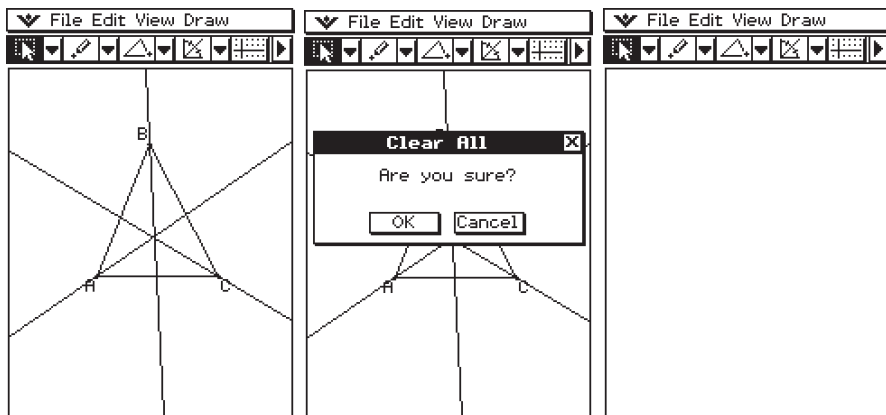 File Edit View Draw
B
A
C
File Edit View Draw
Clear All
Are you sure?
OK Cancel
A
C
File Edit View Draw